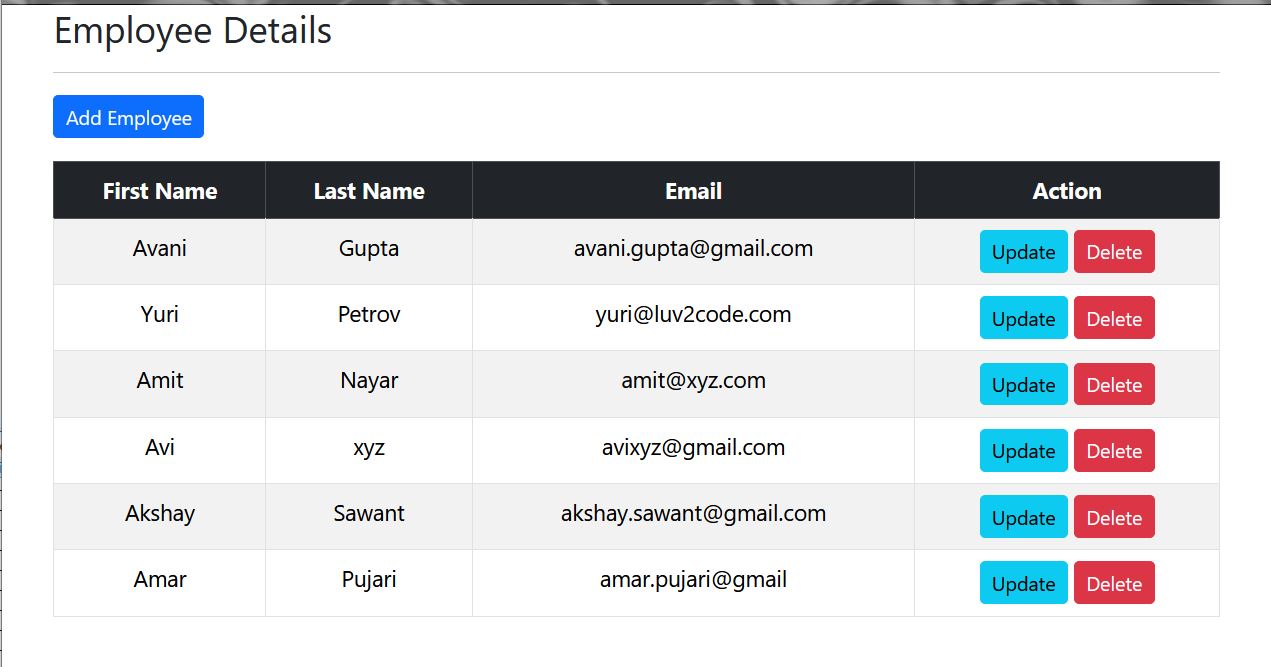 Employee Details
Add Employee
First Name Last Name Email Action
Avani Gupta avani.gupta@gmail.com Update Delete
Yuri Petrov yuri@luv2code.com Update Delete
Amit Nayar amit@xyz.com Update Delete
Avi xyz avixyz@gmail.com Update Delete
Akshay Sawant akshay.sawant@gmail.com Update Delete
Amar Pujari amar.pujari@gmail Update Delete